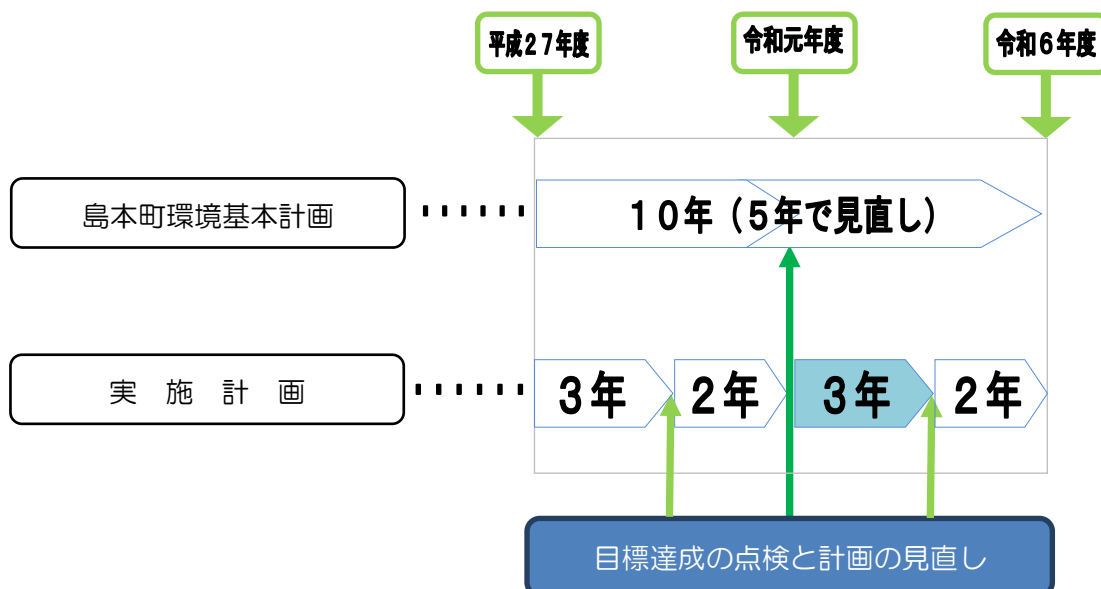 平成27年度
令和元年度
令和6年度
島本町環境基本計画
10年(5年で見直し)
実施計画
3年
2年
3年
2年
目標達成の点検と計画の見直し